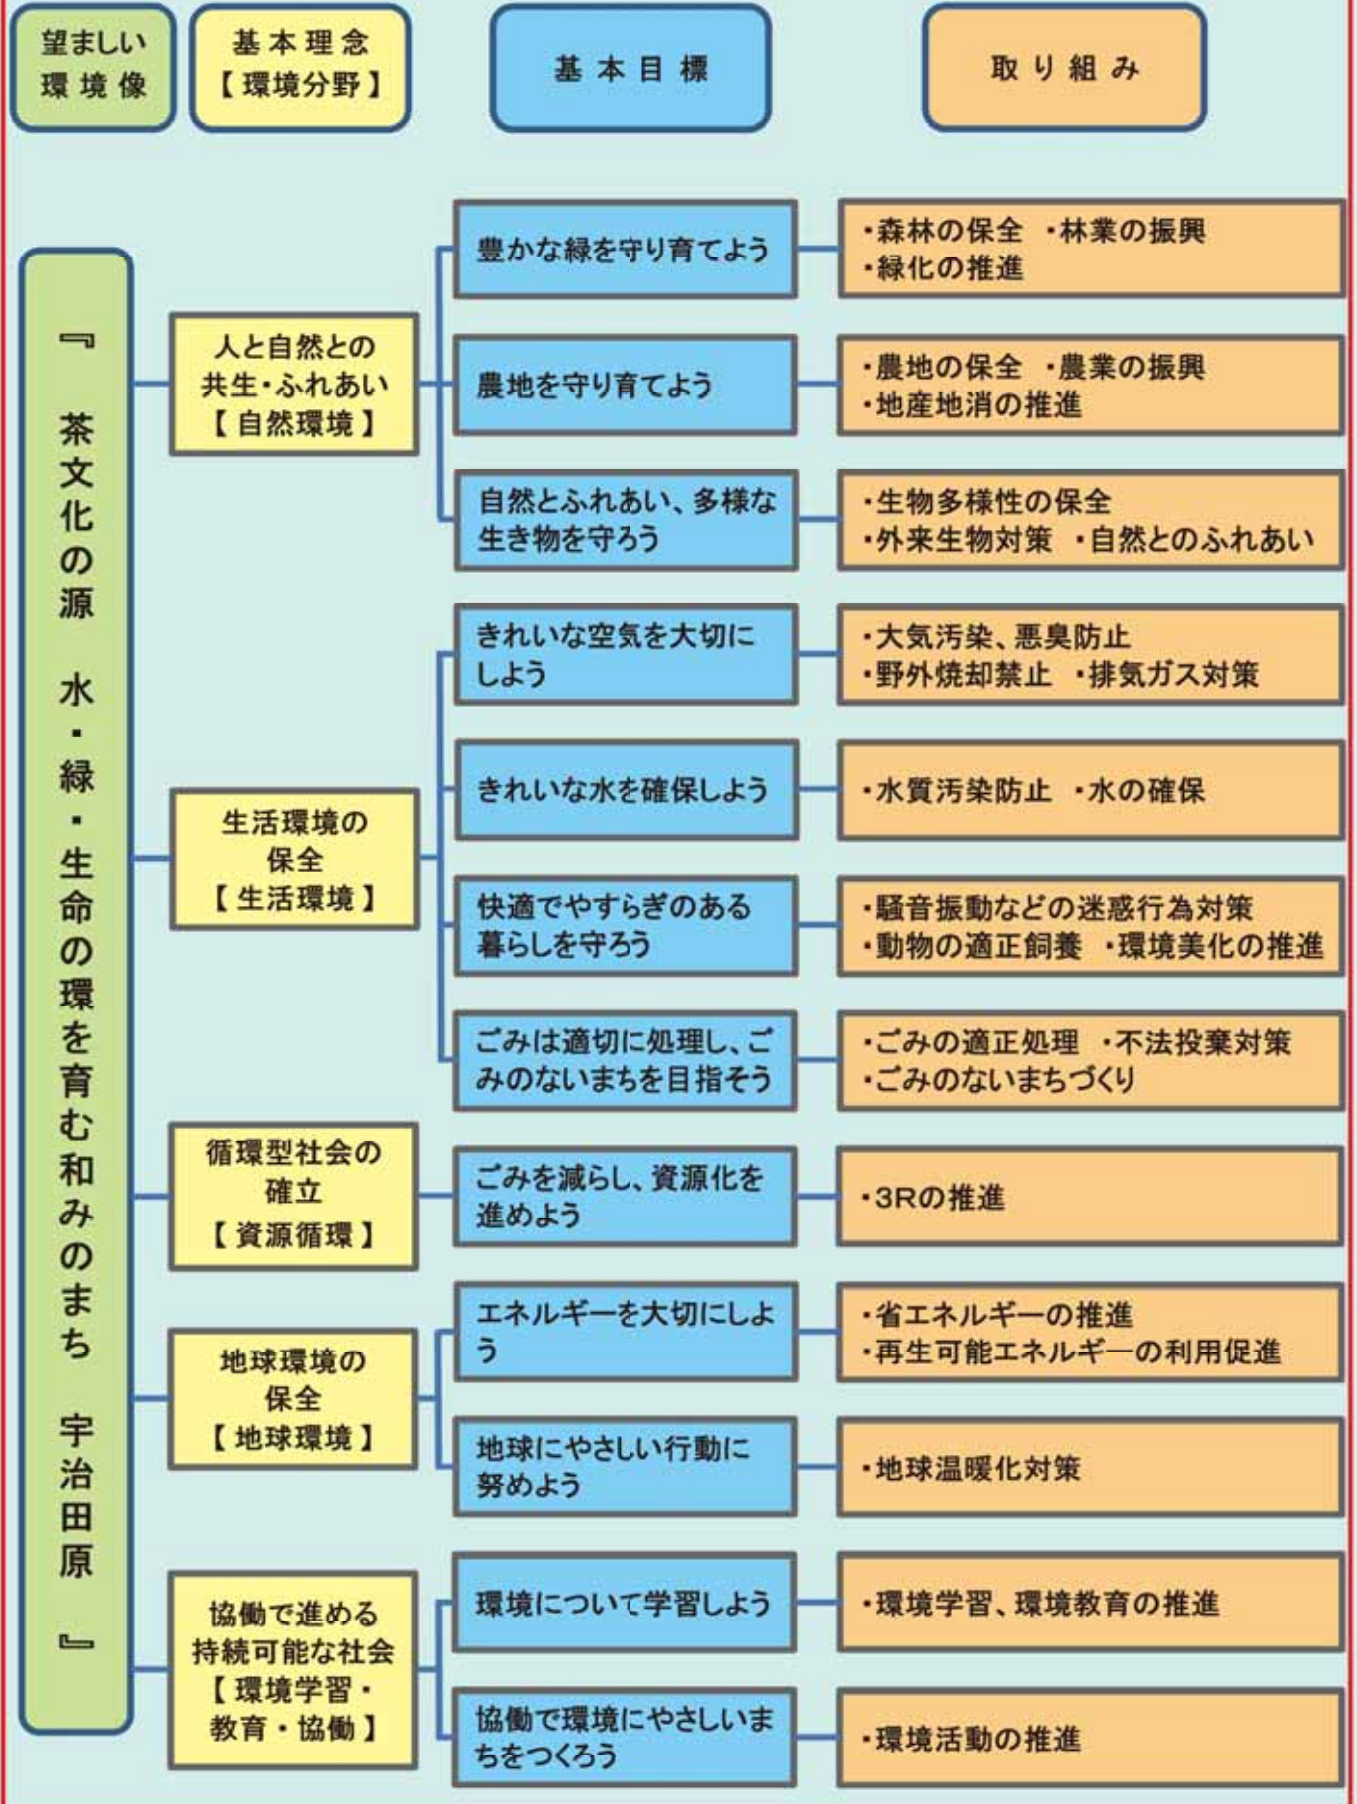 望ましい
環境像
基本理念
【環境分野】
基本目標
取り組み
『 茶文化の源 水・緑・生命の環を育む和みのまち 宇治田原 』
人と自然との
共生・ふれあい
【自然環境】
豊かな緑を守り育てよう
・森林の保全 ・林業の振興
・緑化の推進
農地を守り育てよう
・農地の保全 ・農業の振興
・地産地消の推進
自然とふれあい、多様な
生き物を守ろう
・生物多様性の保全
・外来生物対策 ・自然とのふれあい
生活環境の
保全
【生活環境】
きれいな空気を大切に
しよう
・大気汚染、悪臭防止
・野外焼却禁止 ・排気ガス対策
きれいな水を確保しよう
・水質汚染防止 ・水の確保
快適でやすらぎのある
暮らしを守ろう
・騒音振動などの迷惑行為対策
・動物の適正飼養 ・環境美化の推進
ごみは適切に処理し、ご
みのないまちを目指そう
・ごみの適正処理 ・不法投棄対策
・ごみのないまちづくり
循環型社会の
確立
【資源循環】
ごみを減らし、資源化を
進めよう
・3Rの推進
地球環境の
保全
【地球環境】
エネルギーを大切にしよ
う
・省エネルギーの推進
・再生可能エネルギーの利用促進
地球にやさしい行動に
努めよう
・地球温暖化対策
協働で進める
持続可能な社会
【環境学習・
教育・協働】
環境について学習しよう
・環境学習、環境教育の推進
協働で環境にやさしいま
ちをつくろう
・環境活動の推進